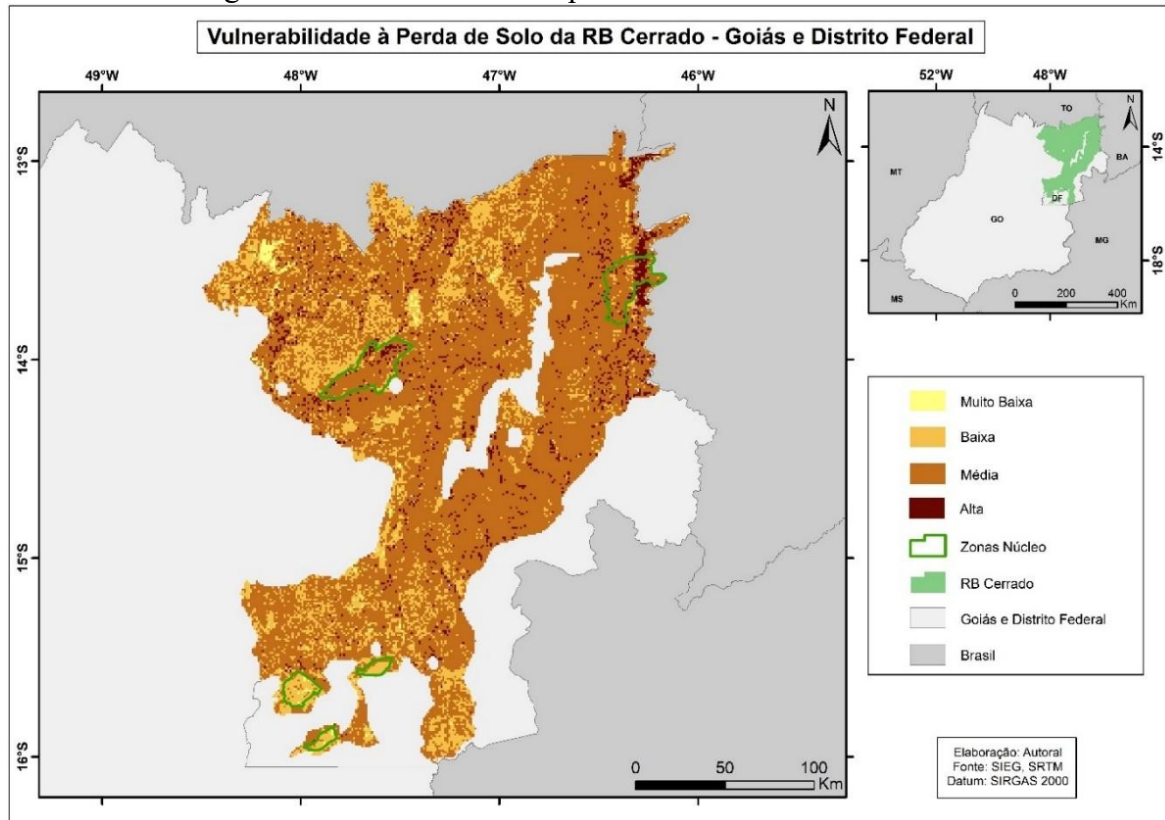 Vulnerabilidade à Perda de Solo da RB Cerrado - Goiás e Distrito Federal
49°W 48°W 47°W 46°W
52°W 48°W
N
N
13°S
14°S
15°S
16°S
14°S
18°S
TO
BA
MT
DF
GO
MG
MS
0 200 400
Km
Muito Baixa
Baixa
Média
Alta
Zonas Núcleo
RB Cerrado
Goiás e Distrito Federal
Brasil
0 50 100
Km
Elaboração: Autoral
Fonte: SIEG, SRTM
Datum: SIRGAS 2000